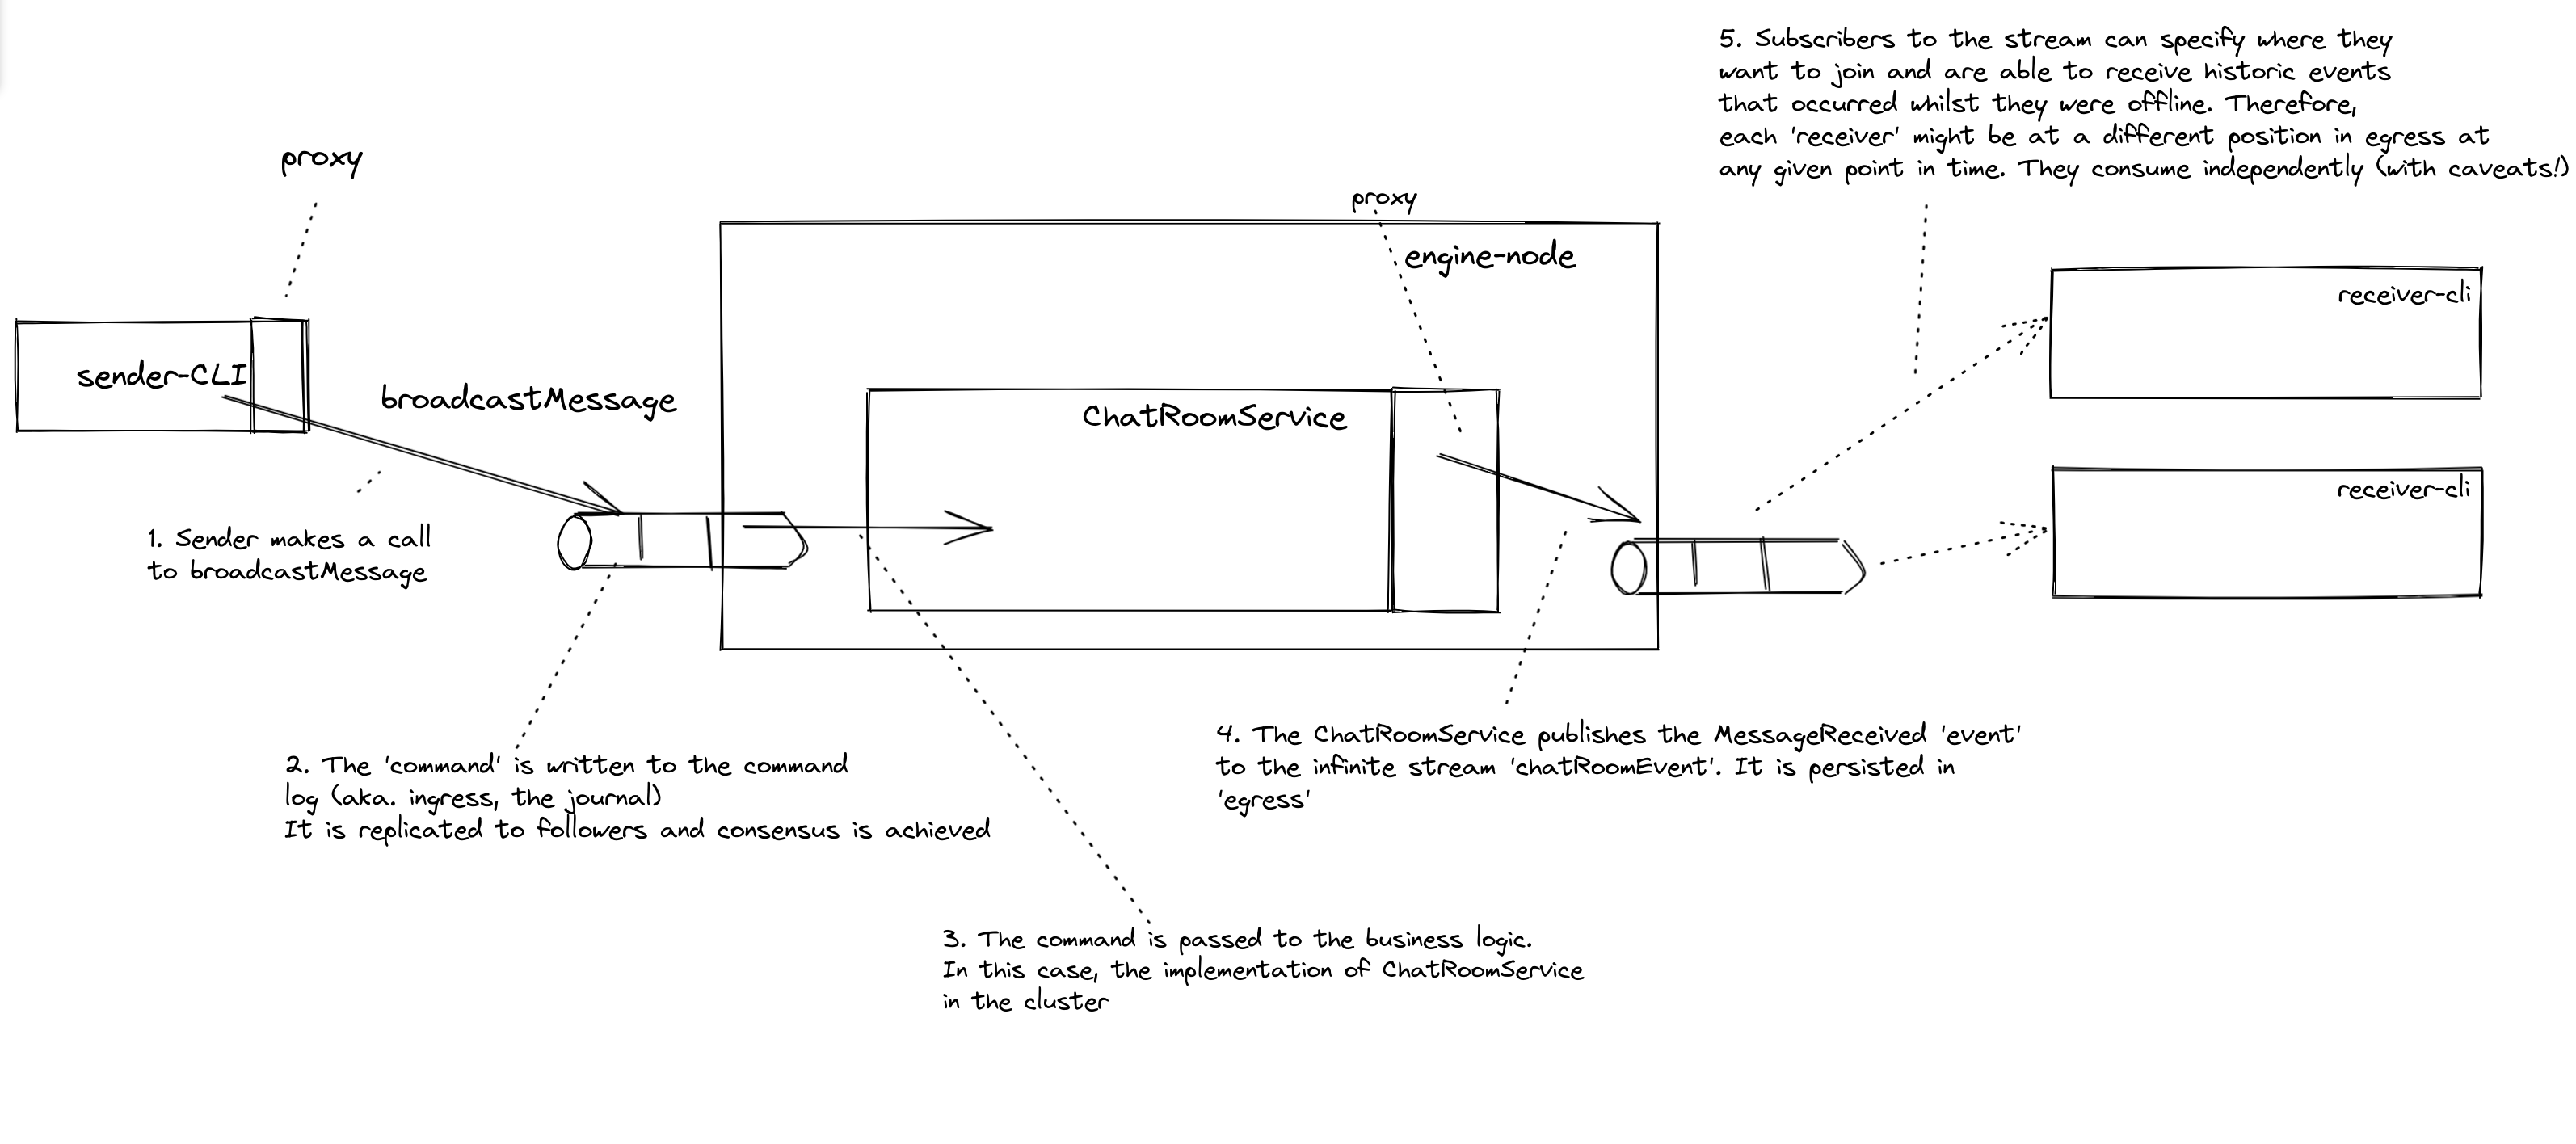 5. Subscribers to the stream can specify where they
want to join and are able to receive historic events
that occurred whilst they were offline. Therefore,
each 'receiver' might be at a different position in egress at
any given point in time. They consume independently (with caveats!)
proxy
proxy
engine-node
receiver-cli
sender-CLI
broadcastMessage
ChatRoomService
receiver-cli
1. Sender makes a call
to broadcastMessage
2. The 'command' is written to the command
log (aka. ingress, the journal)
It is replicated to followers and consensus is achieved
4. The ChatRoomService publishes the MessageReceived 'event'
to the infinite stream 'chatRoomEvent'. It is persisted in
'egress'
3. The command is passed to the business logic.
In this case, the implementation of ChatRoomService
in the cluster